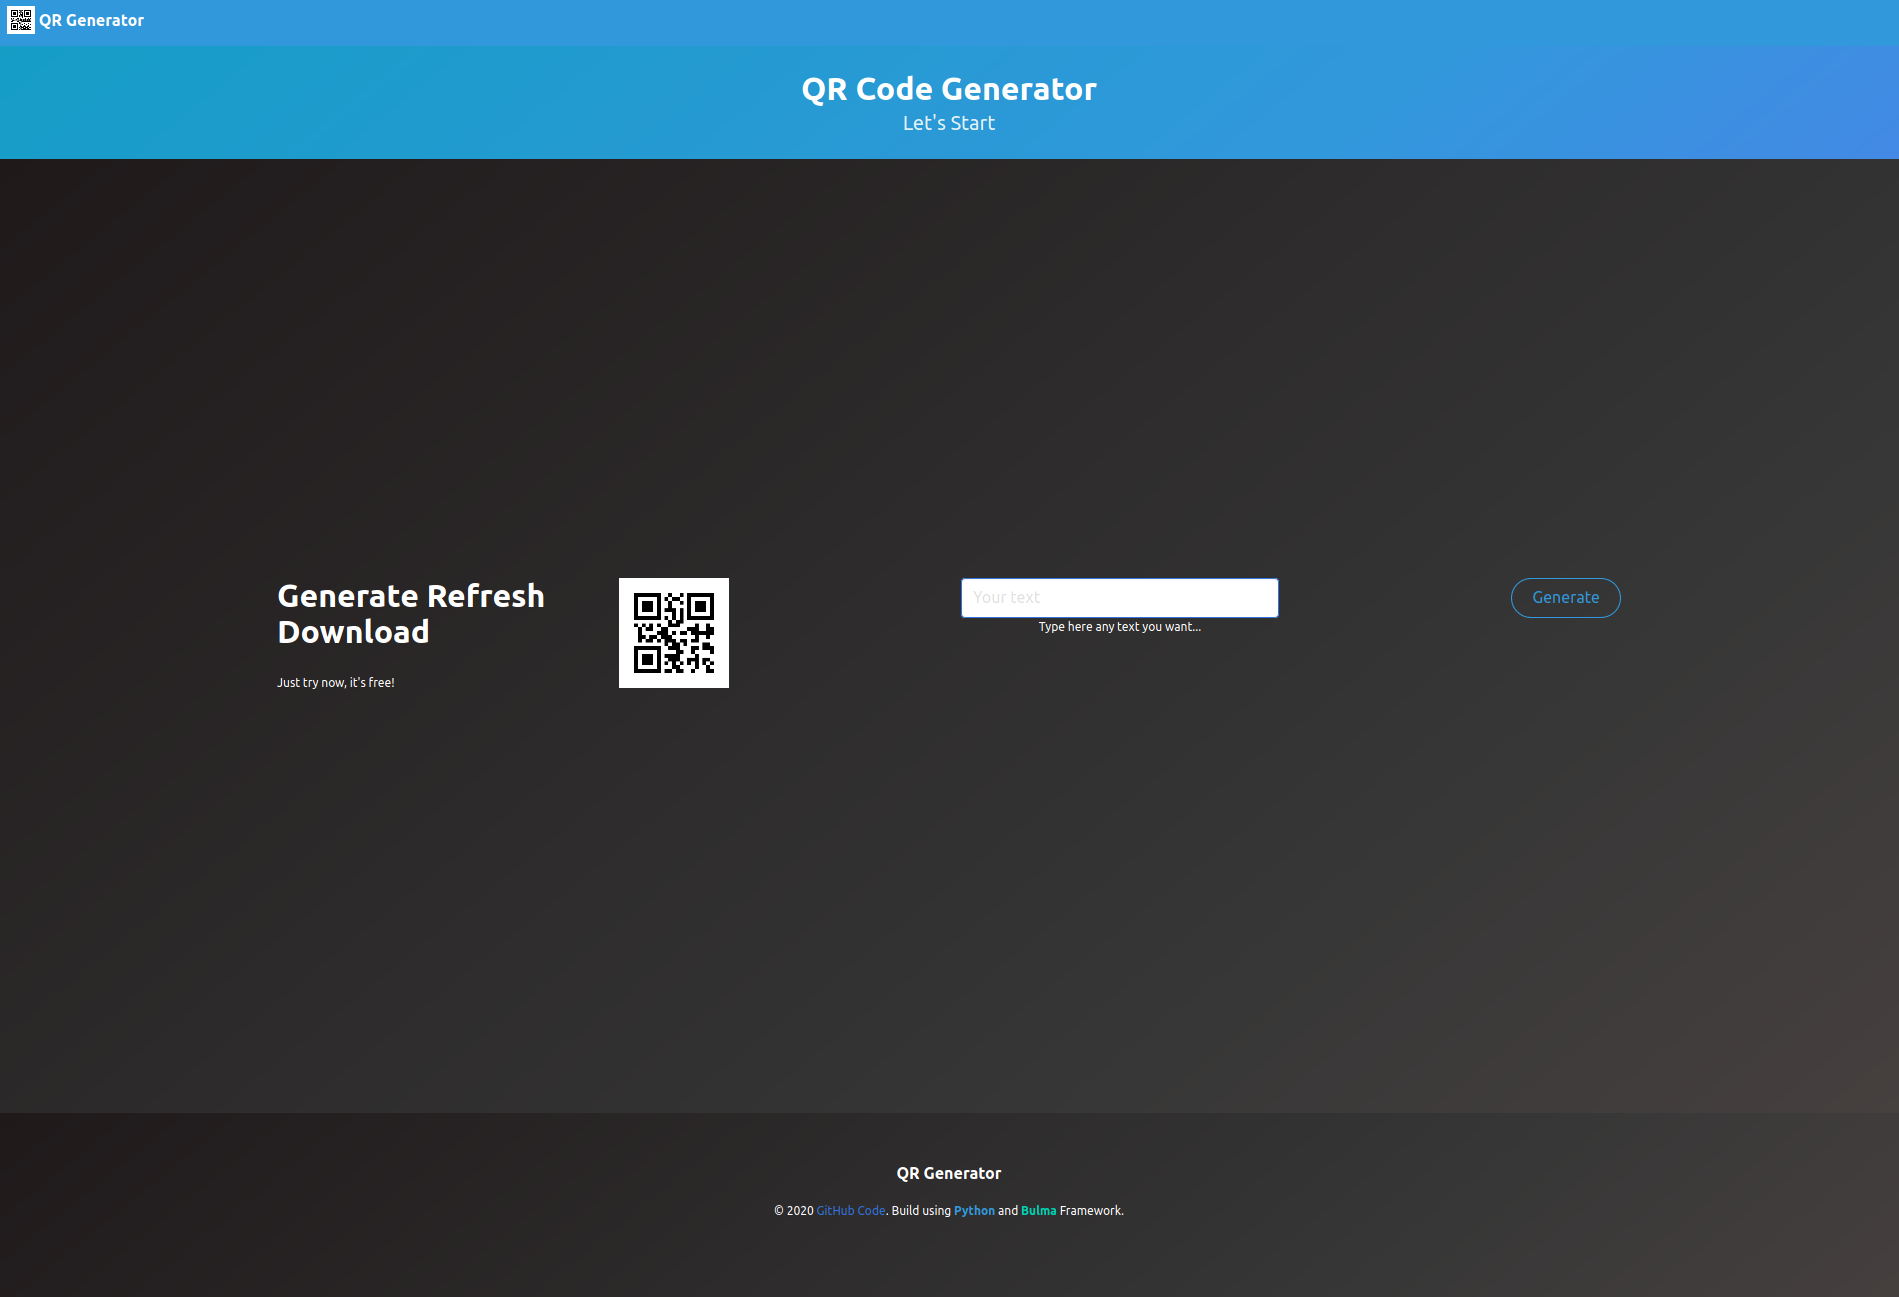 QR Generator
QR Code Generator
Let's Start
Generate Refresh
Download
Just try now, it's free!
Your text
Type here any text you want...
Generate
QR Generator
© 2020 GitHub Code. Build using Python and Bulma Framework.